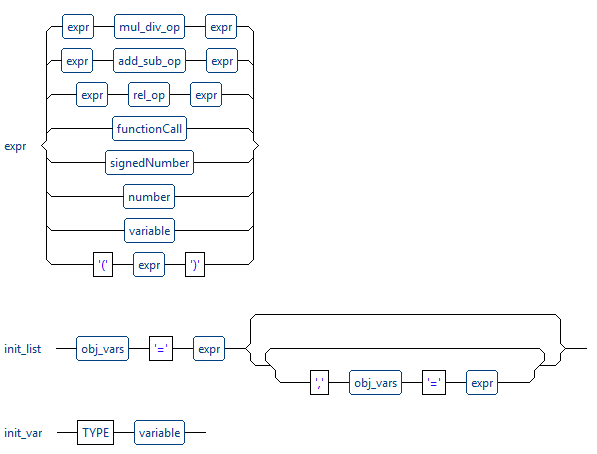 expr mul_div_op expr
expr add_sub_op expr
expr rel_op expr
functionCall
expr
signedNumber
number
variable
'(' expr ')'
init_list obj_vars '=' expr
',' obj_vars '=' expr
init_var TYPE variable